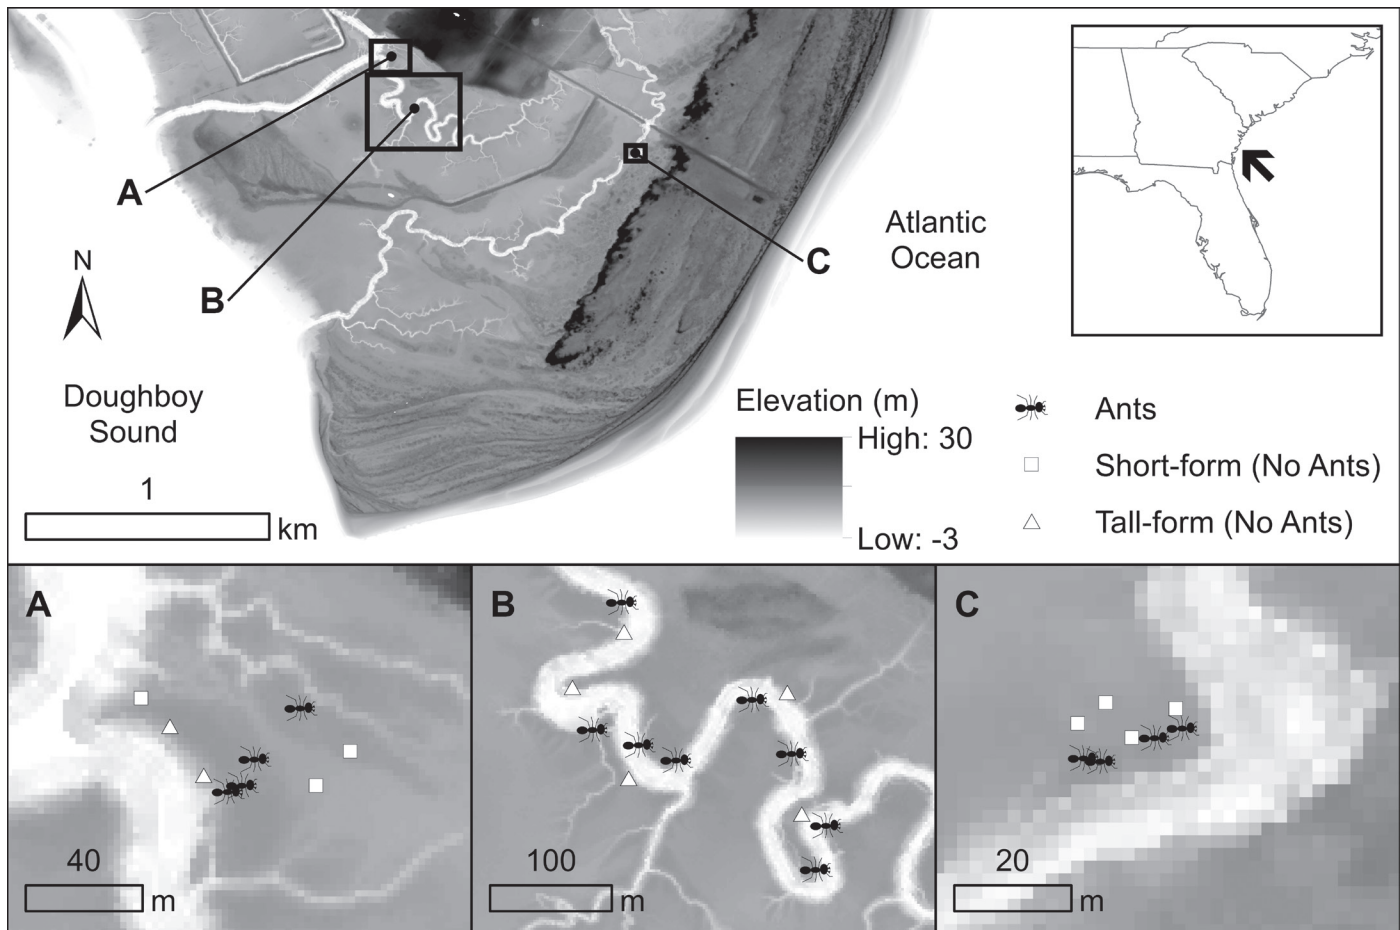 A
B
C
N
Atlantic
Ocean
Doughboy
Sound
1
km
Elevation (m)
High: 30
Low: -3
Ants
Short-form (No Ants)
Tall-form (No Ants)
A
40
m
B
100
m
C
20
m